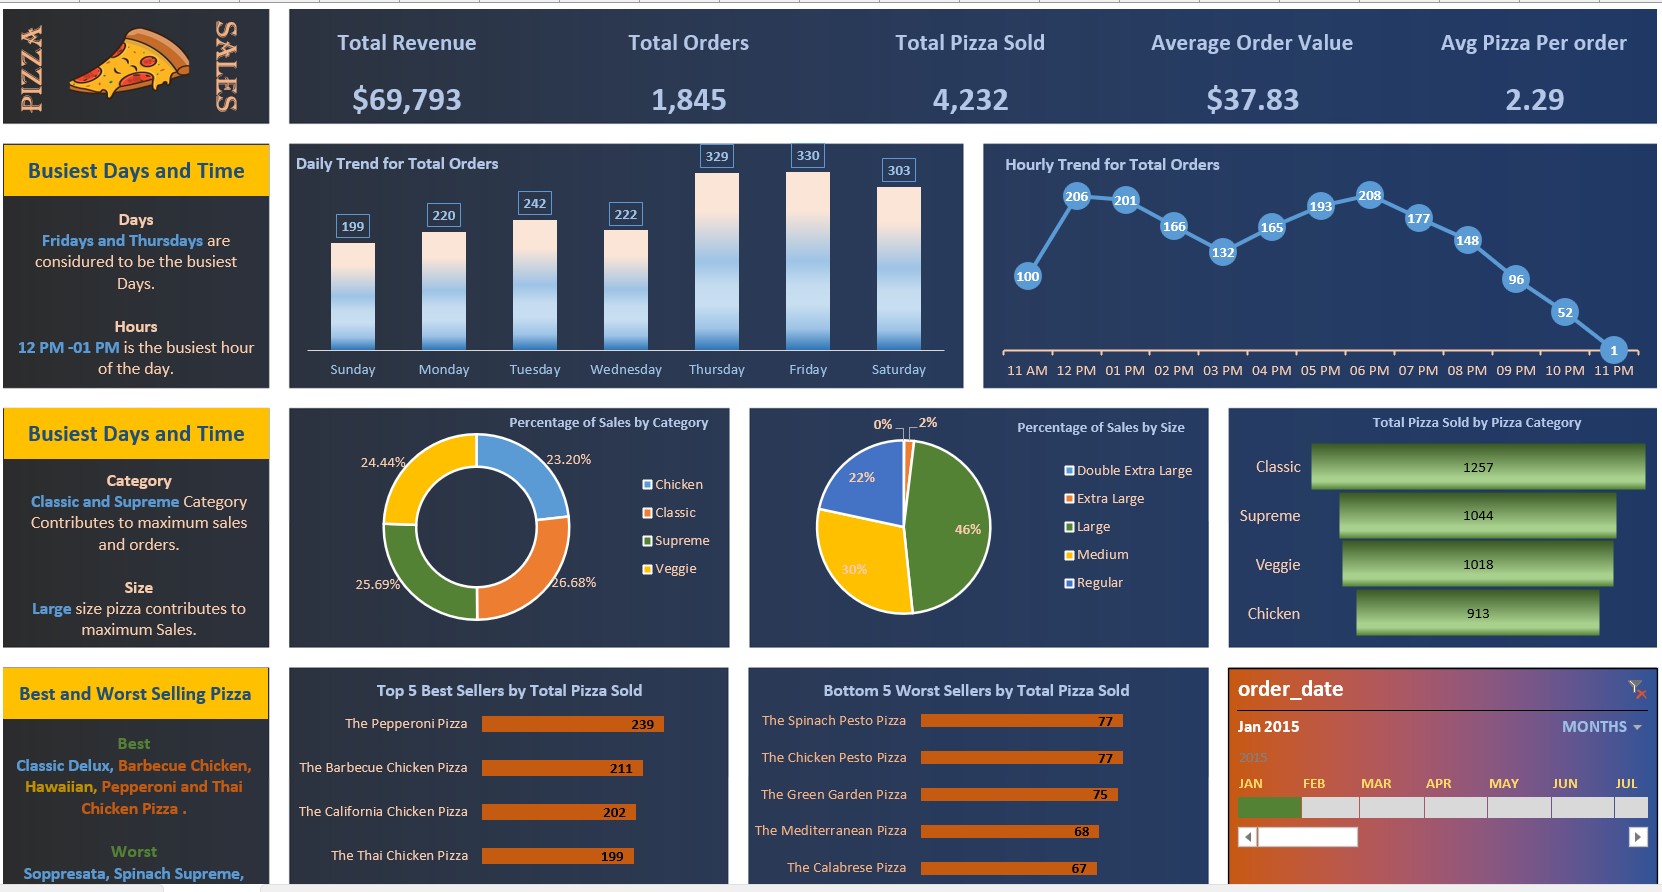 PIZZA
SALES
Total Revenue
$69,793
Total Orders
1,845
Total Pizza Sold
4,232
Average Order Value
$37.83
Avg Pizza Per order
2.29
Busiest Days and Time
Days
Fridays and Thursdays are
considured to be the busiest
Days.
Hours
12 PM -01 PM is the busiest hour
of the day.
Daily Trend for Total Orders
199
220
242
222
329
330
303
Sunday
Monday
Tuesday
Wednesday
Thursday
Friday
Saturday
Hourly Trend for Total Orders
100
206
201
166
132
165
193
208
177
148
96
52
1
11 AM
12 PM
01 PM
02 PM
03 PM
04 PM
05 PM
06 PM
07 PM
08 PM
09 PM
10 PM
11 PM
Busiest Days and Time
Category
Classic and Supreme Category
Contributes to maximum sales
and orders.
Size
Large size pizza contributes to
maximum Sales.
Percentage of Sales by Category
24.44%
23.20%
25.69%
26.68%
Chicken
Classic
Supreme
Veggie
Percentage of Sales by Size
0%
2%
22%
46%
30%
Double Extra Large
Extra Large
Large
Medium
Regular
Total Pizza Sold by Pizza Category
Classic 1257
Supreme 1044
Veggie 1018
Chicken 913
Best and Worst Selling Pizza
Best
Classic Delux, Barbecue Chicken,
Hawaiian, Pepperoni and Thai
Chicken Pizza .
Worst
Soppresata, Spinach Supreme,
Top 5 Best Sellers by Total Pizza Sold
The Pepperoni Pizza 239
The Barbecue Chicken Pizza 211
The California Chicken Pizza 202
The Thai Chicken Pizza 199
Bottom 5 Worst Sellers by Total Pizza Sold
The Spinach Pesto Pizza 77
The Chicken Pesto Pizza 77
The Green Garden Pizza 75
The Mediterranean Pizza 68
The Calabrese Pizza 67
order_date
Jan 2015
MONTHS
2015
JAN FEB MAR APR MAY JUN JUL